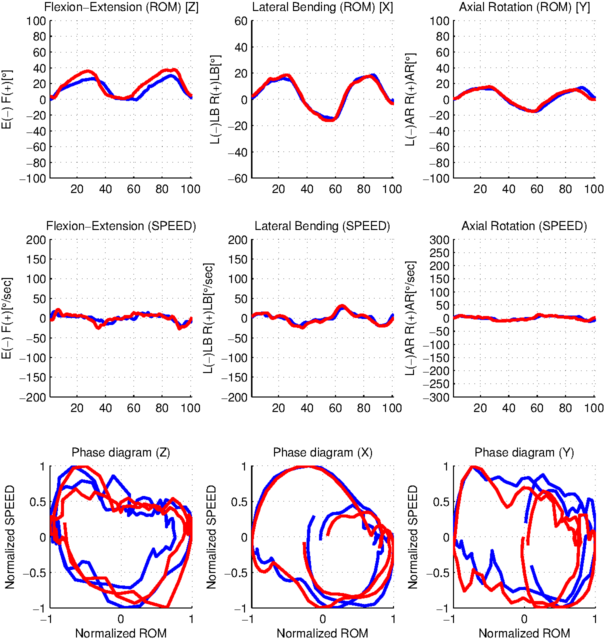 Flexion−Extension (ROM) [Z]
Lateral Bending (ROM) [X]
Axial Rotation (ROM) [Y]
E(−) F(+)[°]
100
80
60
40
20
0
−20
−40
−60
−80
−100
20 40 60 80 100
L(−)LB R(+)LB[°]
60
40
20
0
−20
−40
−60
20 40 60 80 100
L(−)AR R(+)AR[°]
100
80
60
40
20
0
−20
−40
−60
−80
−100
20 40 60 80 100
Flexion−Extension (SPEED)
Lateral Bending (SPEED)
Axial Rotation (SPEED)
E(−) F(+)[°/sec]
200
150
100
50
0
−50
−100
−150
−200
20 40 60 80 100
L(−)LB R(+)LB[°/sec]
200
150
100
50
0
−50
−100
−150
−200
20 40 60 80 100
L(−)AR R(+)AR[°/sec]
300
250
200
150
100
50
0
−50
−100
−150
−200
−250
−300
20 40 60 80 100
Phase diagram (Z)
Phase diagram (X)
Phase diagram (Y)
Normalized SPEED
1
0.5
0
−0.5
−1
−1 0 1
Normalized ROM
Normalized SPEED
1
0.5
0
−0.5
−1
−1 0 1
Normalized ROM
Normalized SPEED
1
0.5
0
−0.5
−1
−1 0 1
Normalized ROM